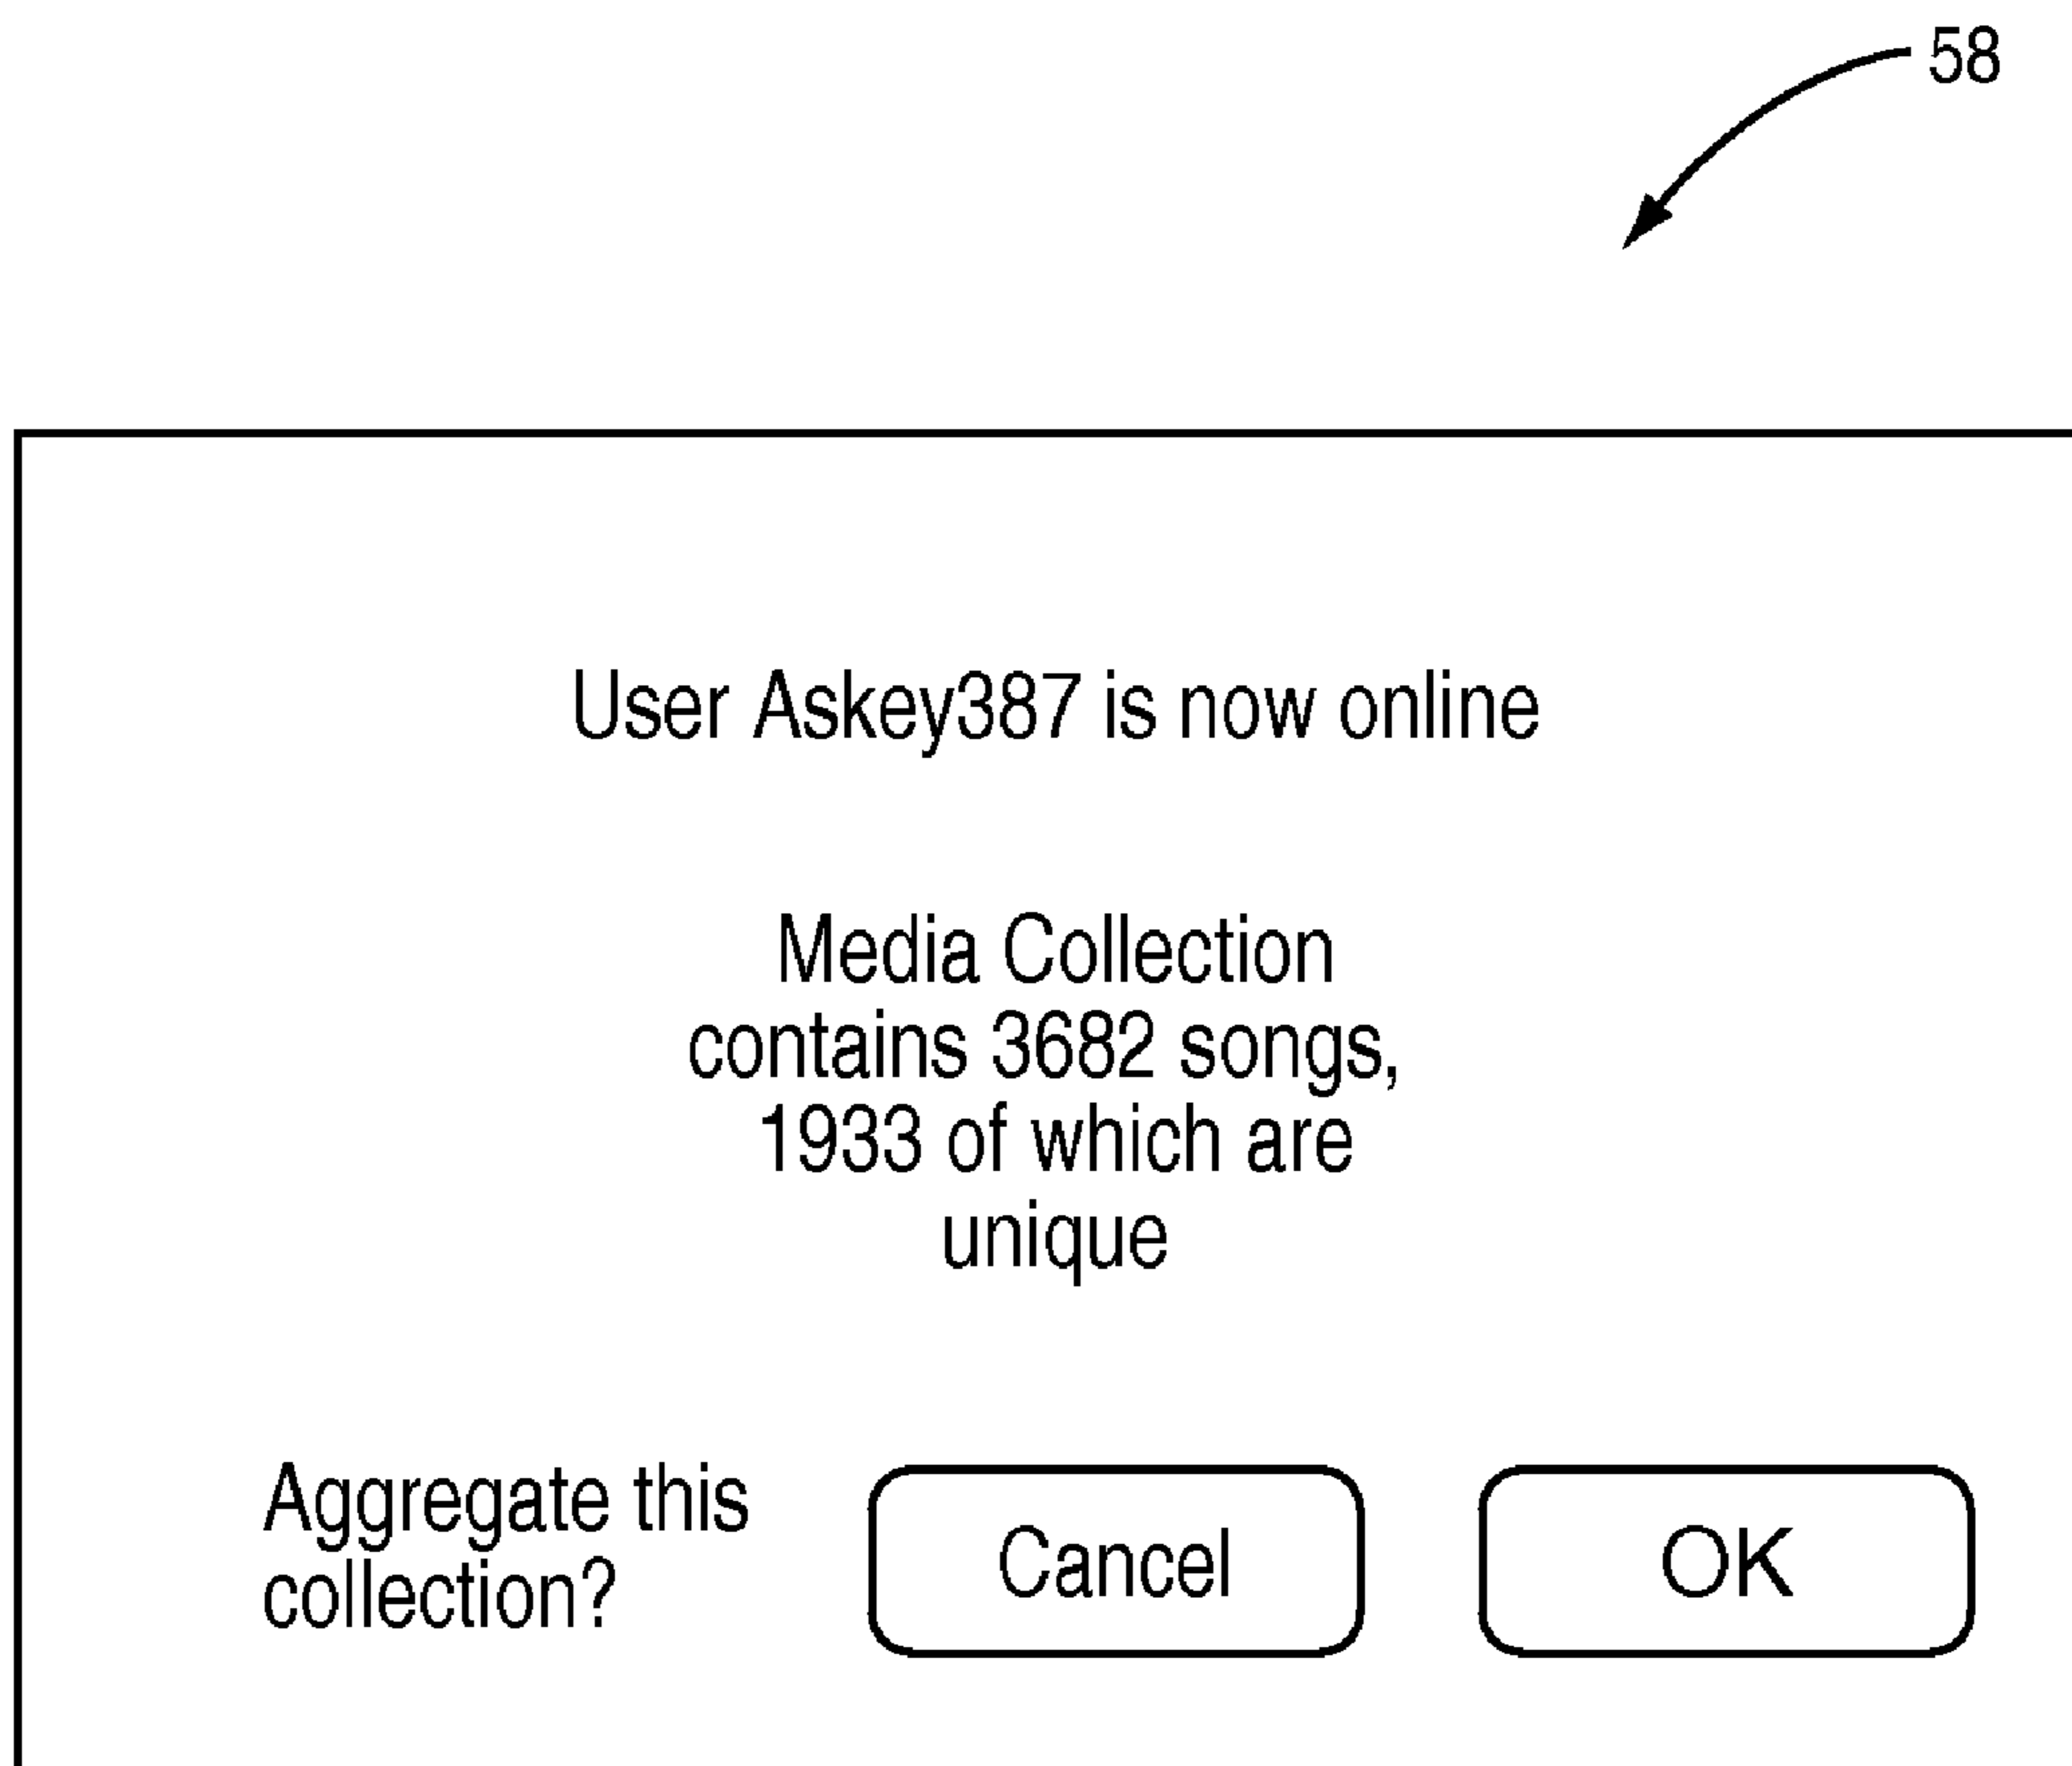 58
User Askey387 is now online
Media Collection
contains 3682 songs,
1933 of which are
unique
Aggregate this
collection?
Cancel
OK